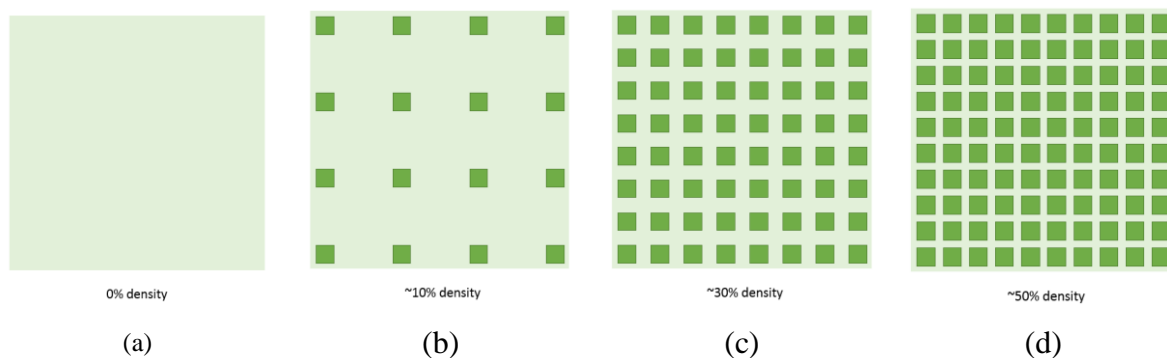 0% density
~10% density
~30% density
~50% density
(a)
(b)
(c)
(d)